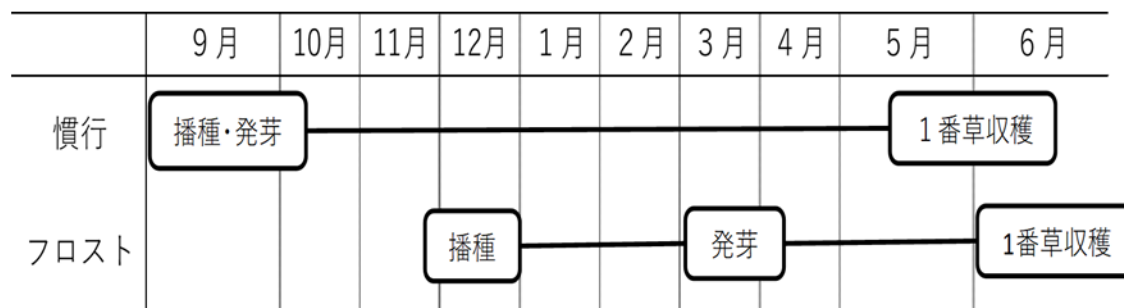 9月 10月 11月 12月 1月 2月 3月 4月 5月 6月
慣行 播種・発芽 1番草収穫
フロスト 播種 発芽 1番草収穫